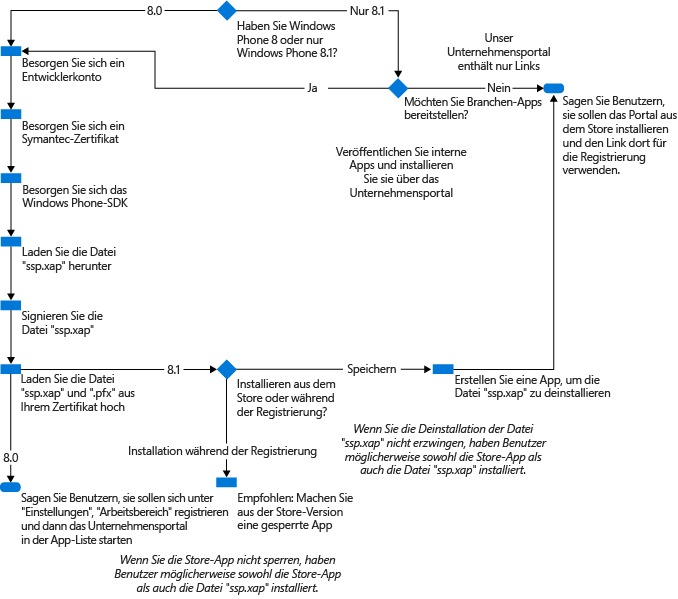 8.0
Haben Sie Windows
Phone 8 oder nur
Windows Phone 8.1?
Nur 8.1
Unser
Unternehmensportal
enthält nur Links
Besorgen Sie sich ein
Entwicklerkonto
Ja
Möchten Sie Branchen-Apps
bereitstellen?
Nein
Sagen Sie Benutzern,
sie sollen das Portal aus
dem Store installieren
und den Link dort für
die Registrierung
verwenden.
Besorgen Sie sich ein
Symantec-Zertifikat
Veröffentlichen Sie interne
Apps und installieren
Sie sie über das
Unternehmensportal
Besorgen Sie sich das
Windows Phone-SDK
Laden Sie die Datei
"ssp.xap" herunter
Signieren Sie die
Datei "ssp.xap"
Laden Sie die Datei
"ssp.xap" und ".pfx" aus
Ihrem Zertifikat hoch
8.1
Installieren aus dem
Store oder während
der Registrierung?
Speichern
Erstellen Sie eine App, um die
Datei "ssp.xap" zu deinstallieren
Wenn Sie die Deinstallation der Datei
"ssp.xap" nicht erzwingen, haben Benutzer
möglicherweise sowohl die Store-App als
auch die Datei "ssp.xap" installiert.
Installation während der Registrierung
8.0
Sagen Sie Benutzern, sie sollen sich unter
"Einstellungen", "Arbeitsbereich" registrieren
und dann das Unternehmensportal
in der App-Liste starten
Empfohlen: Machen Sie
aus der Store-Version
eine gesperrte App
Wenn Sie die Store-App nicht sperren, haben
Benutzer möglicherweise sowohl die Store-App
als auch die Datei "ssp.xap" installiert.